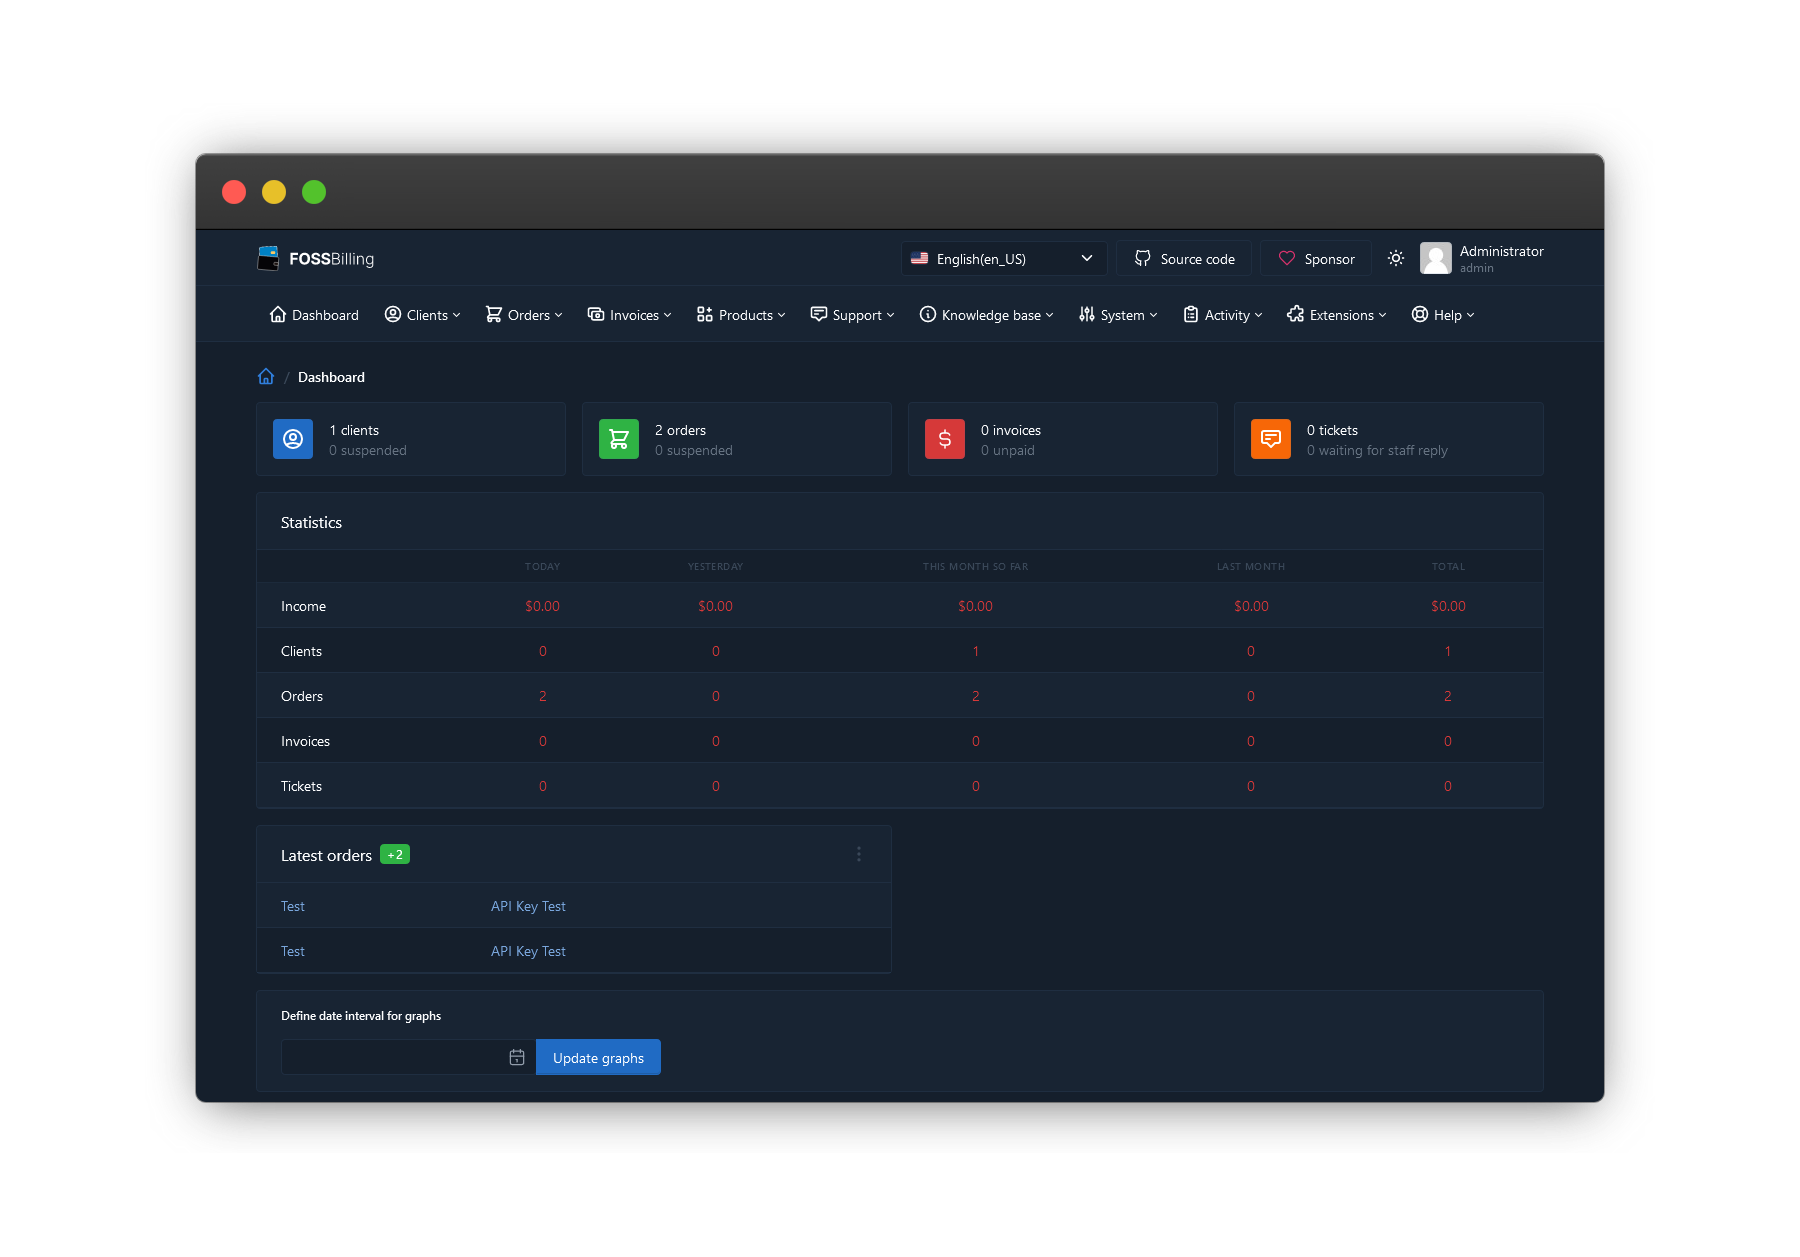 FOSSBilling
English(en_US)
Source code
Sponsor
Administrator
admin
Dashboard Clients Orders Invoices Products Support Knowledge base System Activity Extensions Help
/ Dashboard
1 clients
0 suspended
2 orders
0 suspended
0 invoices
0 unpaid
0 tickets
0 waiting for staff reply
Statistics
TODAY YESTERDAY THIS MONTH SO FAR LAST MONTH TOTAL
Income $0.00 $0.00 $0.00 $0.00 $0.00
Clients 0 0 1 0 1
Orders 2 0 2 0 2
Invoices 0 0 0 0 0
Tickets 0 0 0 0 0
Latest orders +2
Test API Key Test
Test API Key Test
Define date interval for graphs
Update graphs